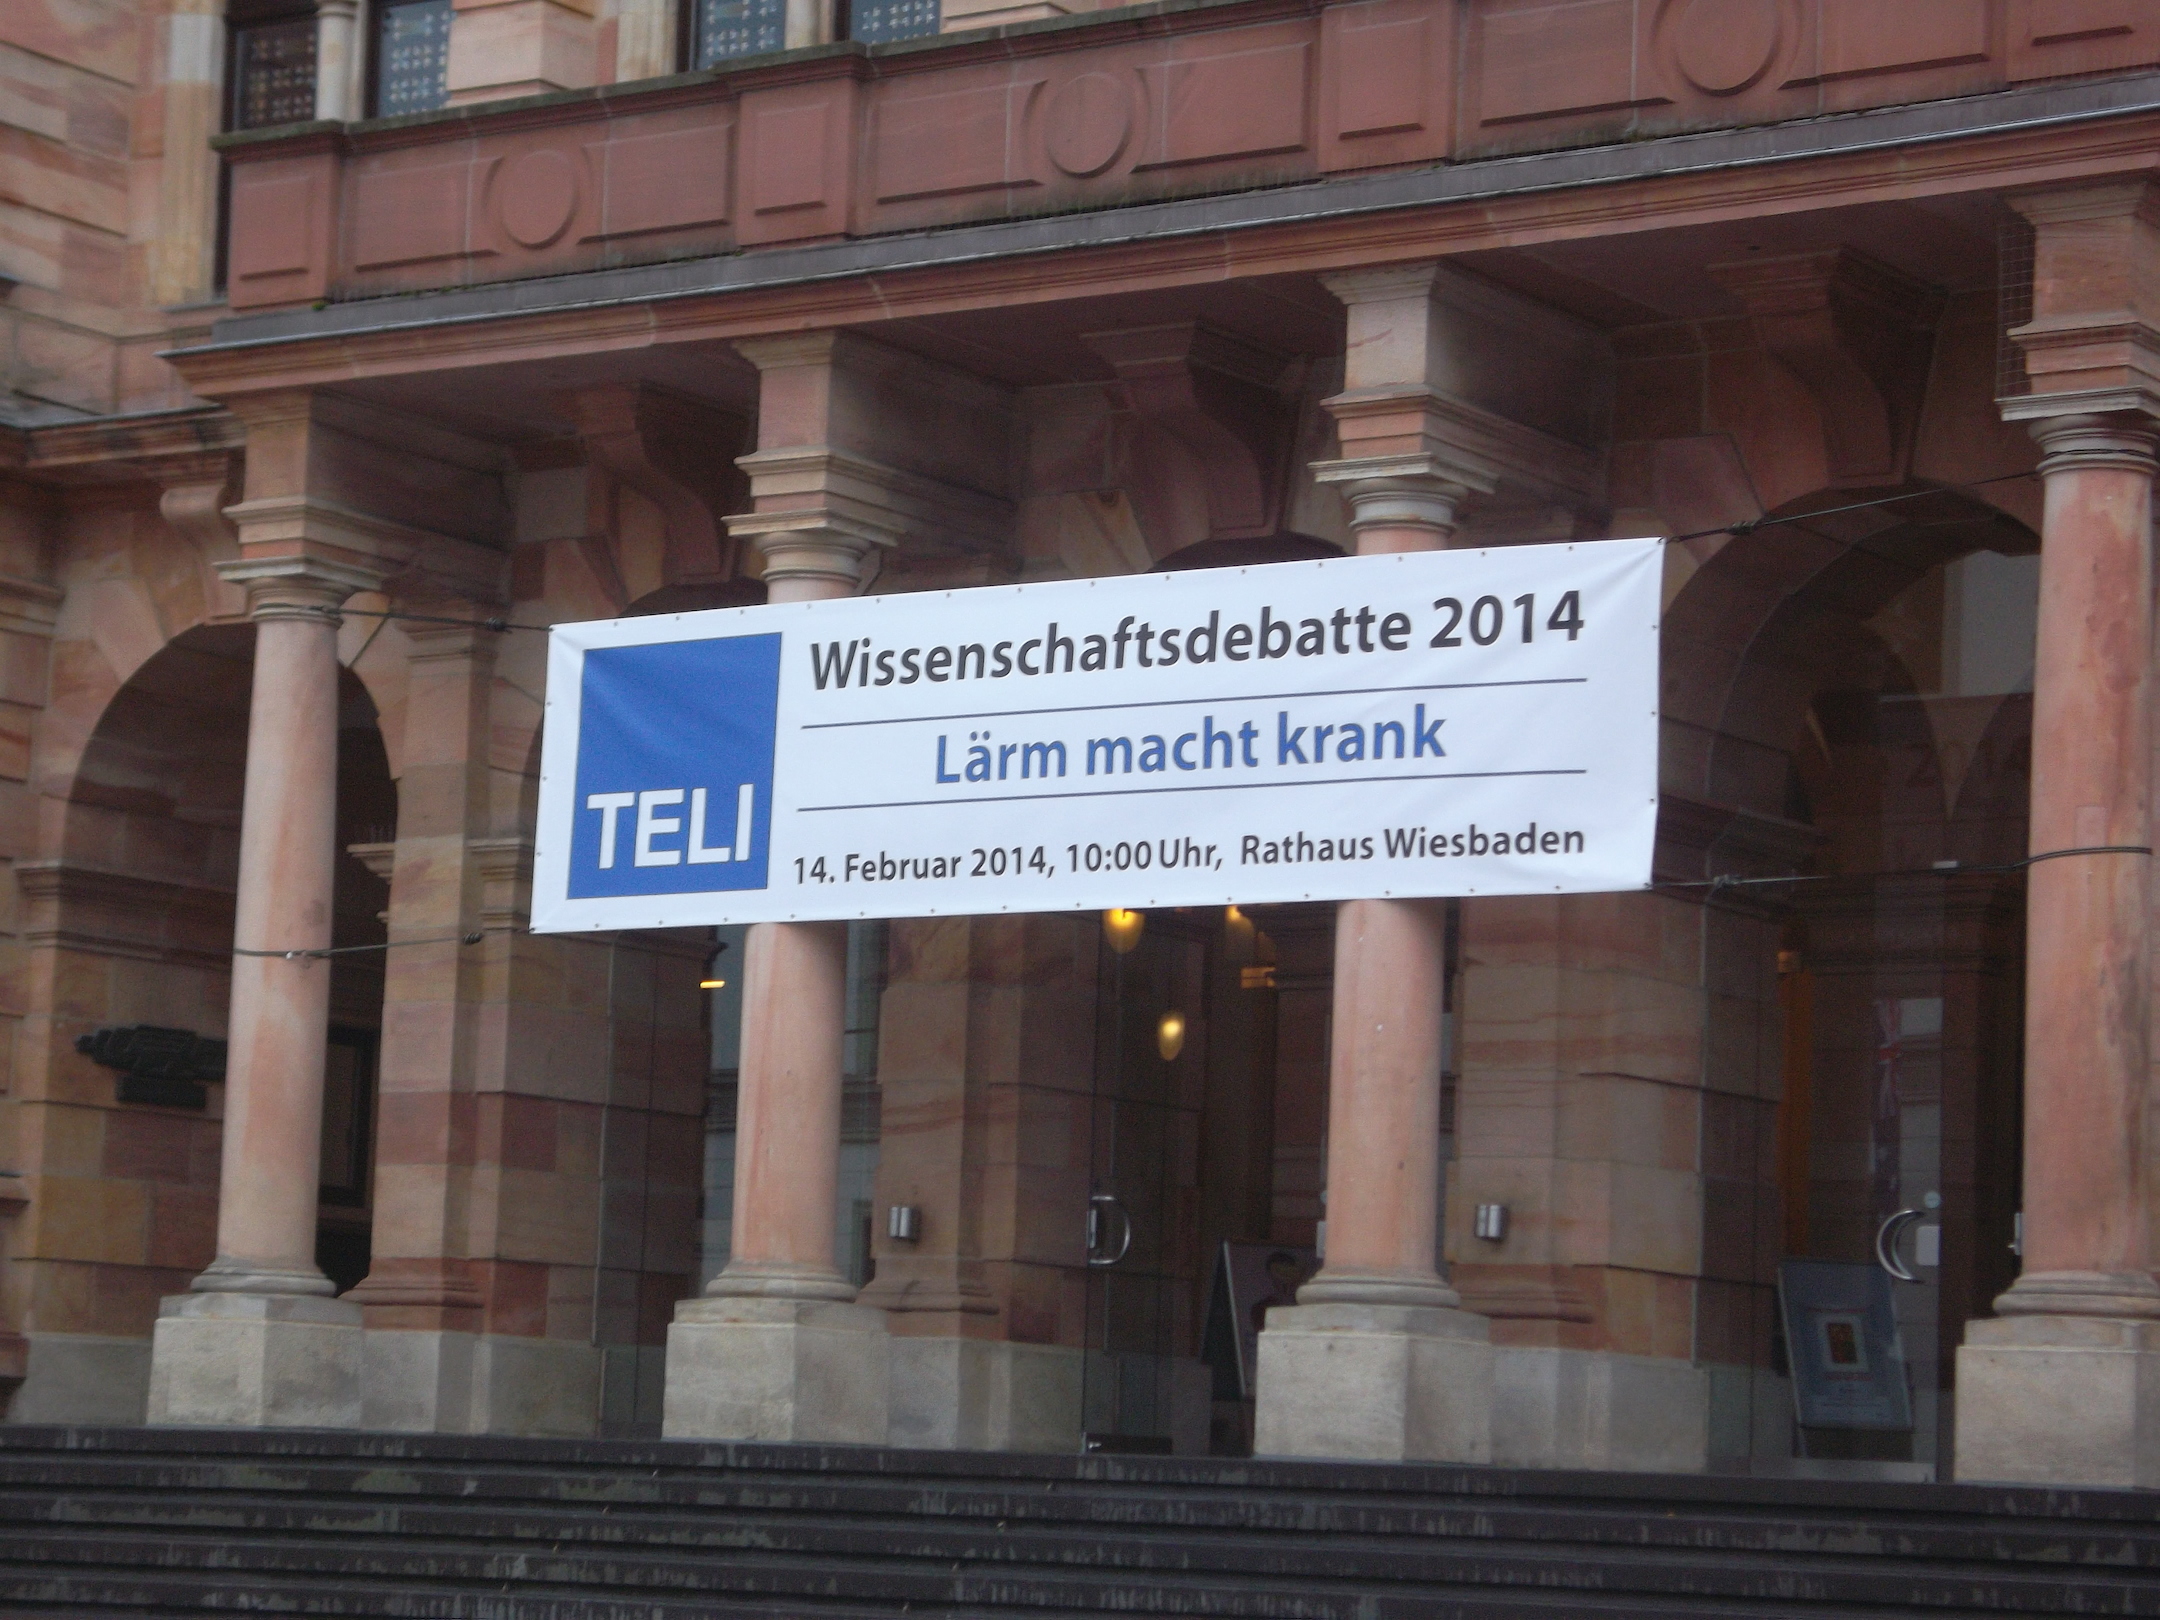 Wissenschaftsdebatte 2014
Lärm macht krank
TELI
14. Februar 2014, 10:00 Uhr, Rathaus Wiesbaden